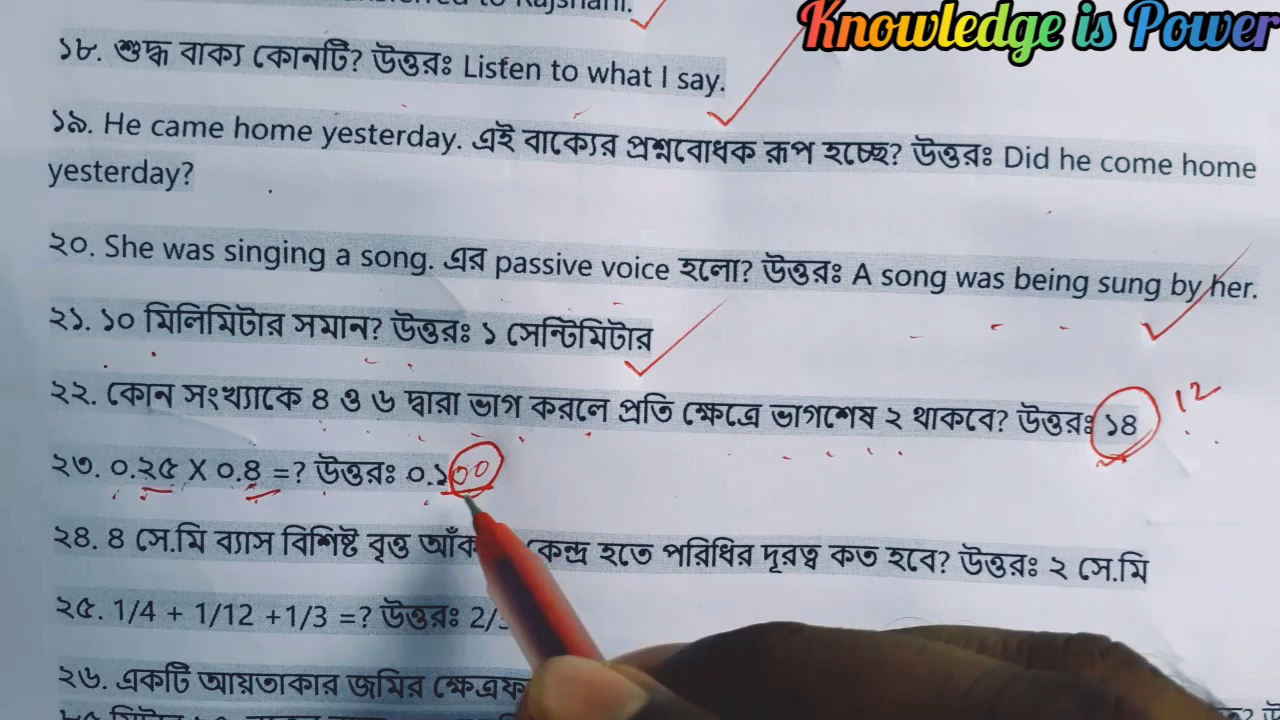 to Rajshahi.
Knowledge is Power
১৮. শুদ্ধ বাক্য কোনটি? উত্তরঃ Listen to what I say.
১৯. He came home yesterday. এই বাক্যের প্রশ্নবোধক রূপ হচ্ছে? উত্তরঃ Did he come home
yesterday?
২০. She was singing a song. এর passive voice হলো? উত্তরঃ A song was being sung by her.
২১. ১০ মিলিমিটার সমান? উত্তরঃ ১ সেন্টিমিটার
12
২২. কোন সংখ্যাকে ৪ ও ৬ দ্বারা ভাগ করলে প্রতি ক্ষেত্রে ভাগশেষ ২ থাকবে? উত্তরঃ ১৪
২৩. ০.২৫ X ০.৪ =? উত্তরঃ ০.১০০
২৪. ৪ সে.মি ব্যাস বিশিষ্ট বৃত্ত কেন্দ্র হতে পরিধির দূরত্ব কত হবে? উত্তরঃ ২ সে.মি
২৫. 1/4 + 1/12 +1/3 =? উত্তরঃ 2/
২৬. একটি আয়তাকার জমির